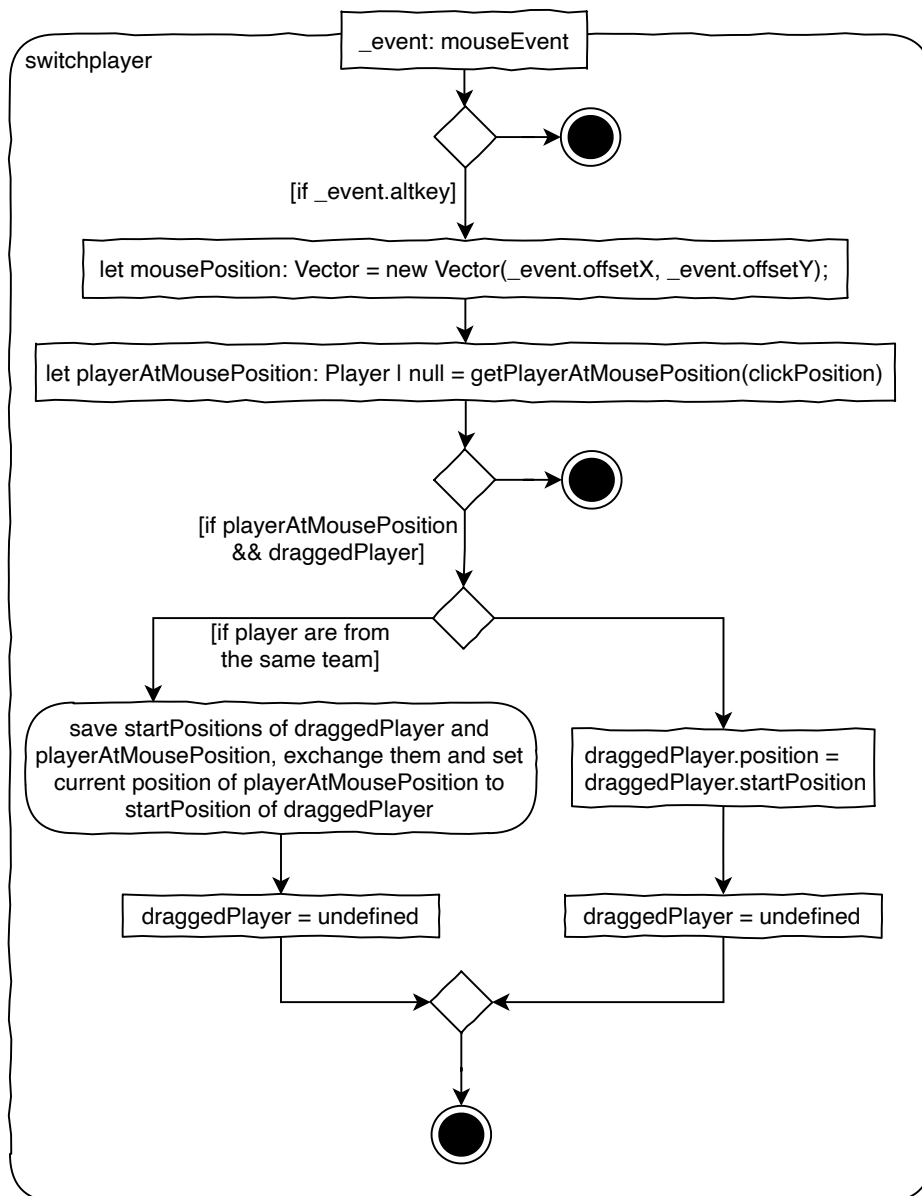 _event: mouseEvent
switchplayer
[if _event.altkey]
let mousePosition: Vector = new Vector(_event.offsetX, _event.offsetY);
let playerAtMousePosition: Player | null = getPlayerAtMousePosition(clickPosition)
[if playerAtMousePosition
&& draggedPlayer]
[if player are from
the same team]
save startPositions of draggedPlayer and
playerAtMousePosition, exchange them and set
current position of playerAtMousePosition to
startPosition of draggedPlayer
draggedPlayer.position =
draggedPlayer.startPosition
draggedPlayer = undefined
draggedPlayer = undefined